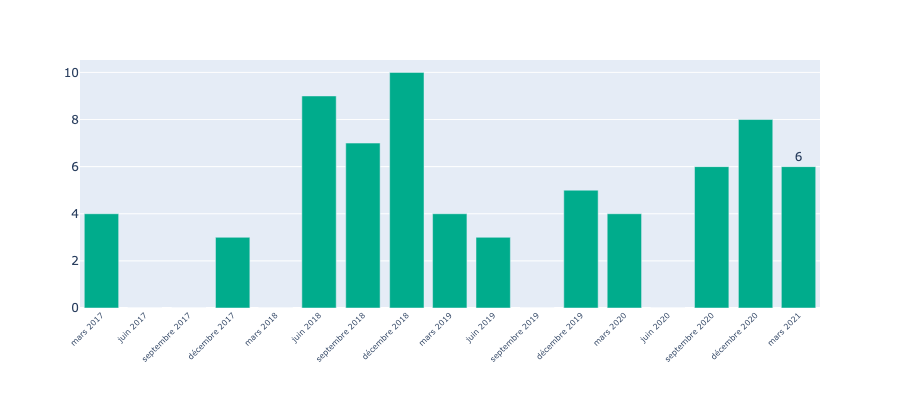 10
8
6
4
2
0
6
mars 2017
juin 2017
septembre 2017
décembre 2017
mars 2018
juin 2018
septembre 2018
décembre 2018
mars 2019
juin 2019
septembre 2019
décembre 2019
mars 2020
juin 2020
septembre 2020
décembre 2020
mars 2021